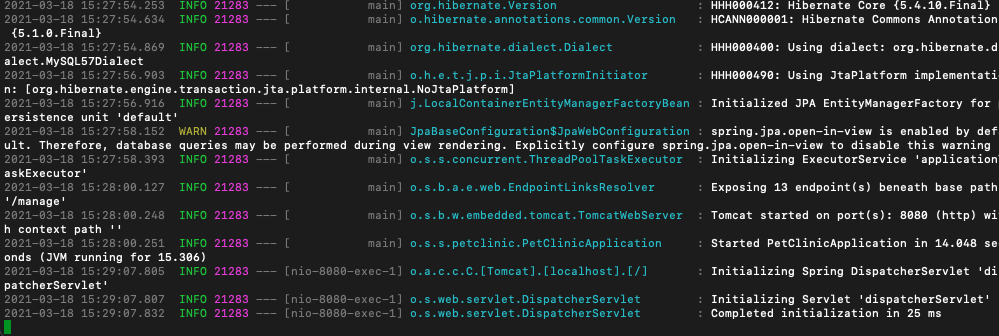 2021-03-18 15:27:54.253  INFO 21283 --- [           main] org.hibernate.Version                    : HHH000412: Hibernate Core {5.4.10.Final}
2021-03-18 15:27:54.634  INFO 21283 --- [           main] o.hibernate.annotations.common.Version   : HCANN000001: Hibernate Commons Annotation
 {5.1.0.Final}
2021-03-18 15:27:54.869  INFO 21283 --- [           main] org.hibernate.dialect.Dialect            : HHH000400: Using dialect: org.hibernate.d
alect.MySQL57Dialect
2021-03-18 15:27:56.903  INFO 21283 --- [           main] o.h.e.t.j.p.i.JtaPlatformInitiator       : HHH000490: Using JtaPlatform implementati
n: [org.hibernate.engine.transaction.jta.platform.internal.NoJtaPlatform]
2021-03-18 15:27:56.916  INFO 21283 --- [           main] j.LocalContainerEntityManagerFactoryBean : Initialized JPA EntityManagerFactory for
ersistence unit 'default'
2021-03-18 15:27:58.152  WARN 21283 --- [           main] JpaBaseConfiguration$JpaWebConfiguration : spring.jpa.open-in-view is enabled by def
ult. Therefore, database queries may be performed during view rendering. Explicitly configure spring.jpa.open-in-view to disable this warning
2021-03-18 15:27:58.393  INFO 21283 --- [           main] o.s.s.concurrent.ThreadPoolTaskExecutor  : Initializing ExecutorService 'application
askExecutor'
2021-03-18 15:28:00.127  INFO 21283 --- [           main] o.s.b.a.e.web.EndpointLinksResolver      : Exposing 13 endpoint(s) beneath base path
'/manage'
2021-03-18 15:28:00.248  INFO 21283 --- [           main] o.s.b.w.embedded.tomcat.TomcatWebServer  : Tomcat started on port(s): 8080 (http) wi
h context path ''
2021-03-18 15:28:00.251  INFO 21283 --- [           main] o.s.s.petclinic.PetClinicApplication     : Started PetClinicApplication in 14.048 se
onds (JVM running for 15.306)
2021-03-18 15:29:07.805  INFO 21283 --- [nio-8080-exec-1] o.a.c.c.C.[Tomcat].[localhost].[/]       : Initializing Spring DispatcherServlet 'di
patcherServlet'
2021-03-18 15:29:07.807  INFO 21283 --- [nio-8080-exec-1] o.s.web.servlet.DispatcherServlet        : Initializing Servlet 'dispatcherServlet'
2021-03-18 15:29:07.832  INFO 21283 --- [nio-8080-exec-1] o.s.web.servlet.DispatcherServlet        : Completed initialization in 25 ms